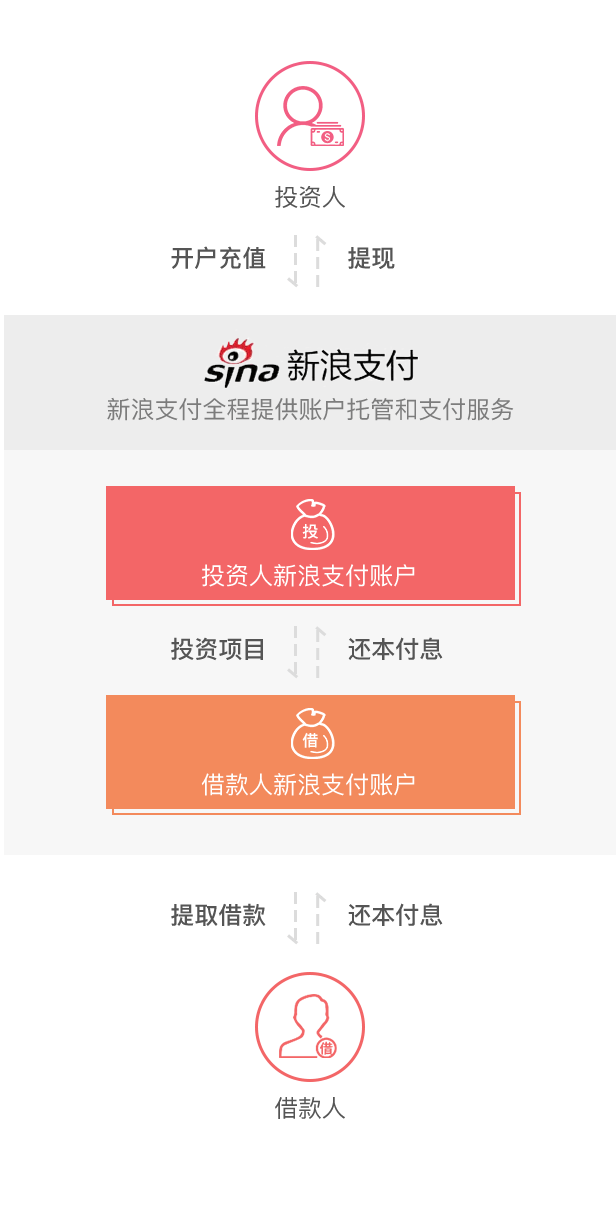 投资人
开户充值 提现
sina 新浪支付
新浪支付全程提供账户托管和支付服务
投
投资人新浪支付账户
投资项目 还本付息
借
借款人新浪支付账户
提取借款 还本付息
借
借款人